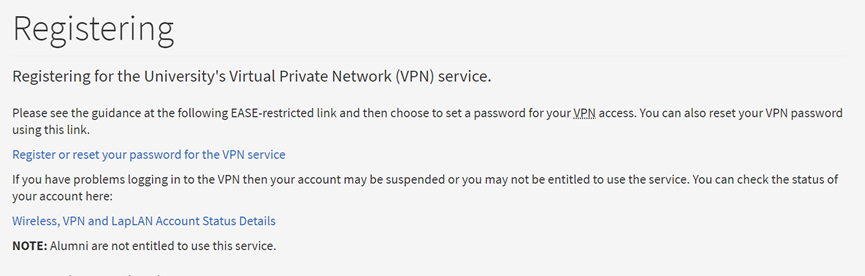 Registering
Registering for the University's Virtual Private Network (VPN) service.
Please see the guidance at the following EASE-restricted link and then choose to set a password for your VPN access. You can also reset your VPN password
using this link.
Register or reset your password for the VPN service
If you have problems logging in to the VPN then your account may be suspended or you may not be entitled to use the service. You can check the status of
your account here:
Wireless, VPN and LapLAN Account Status Details
NOTE: Alumni are not entitled to use this service.